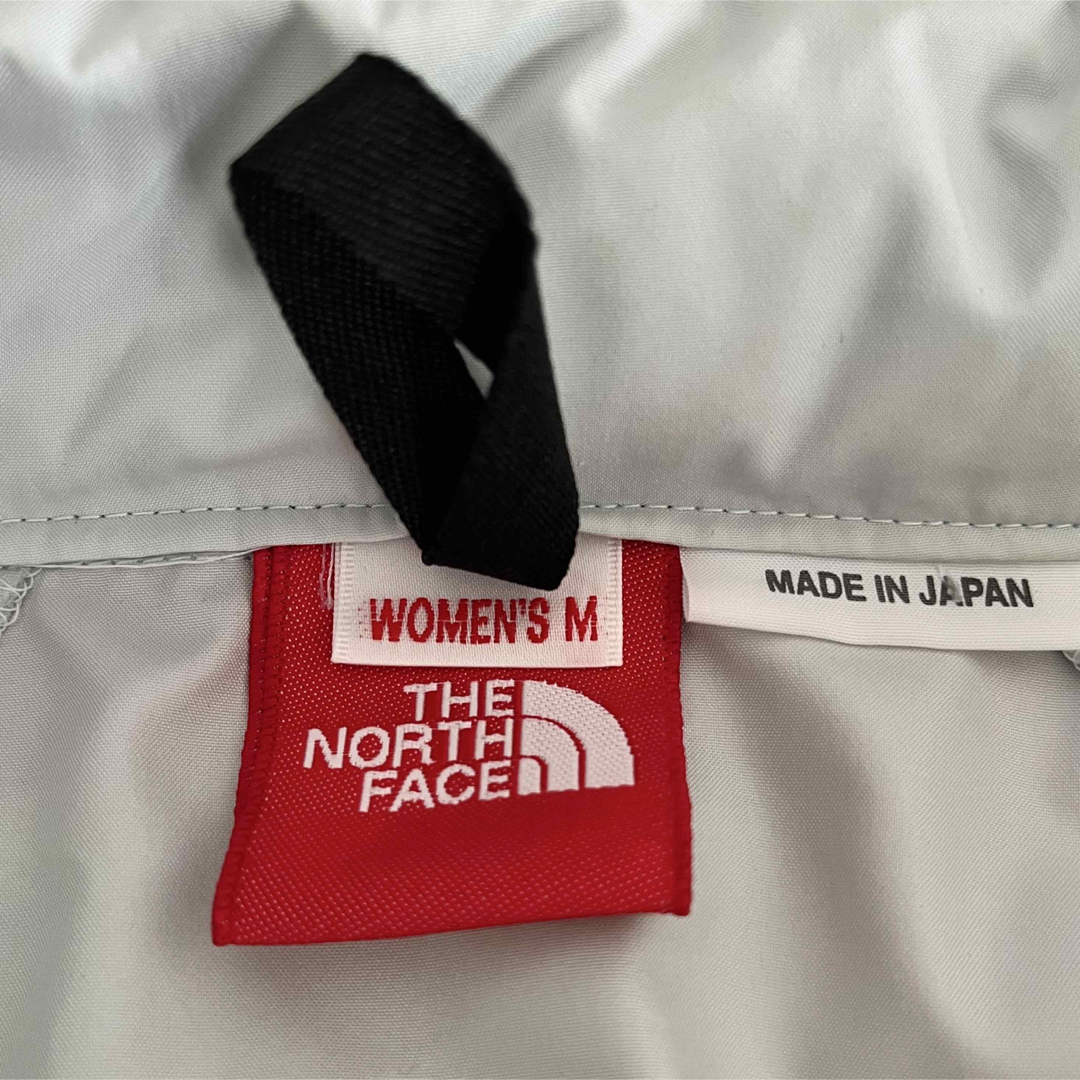 WOMEN'S M
THE
NORTH
FACE
MADE IN JAPAN